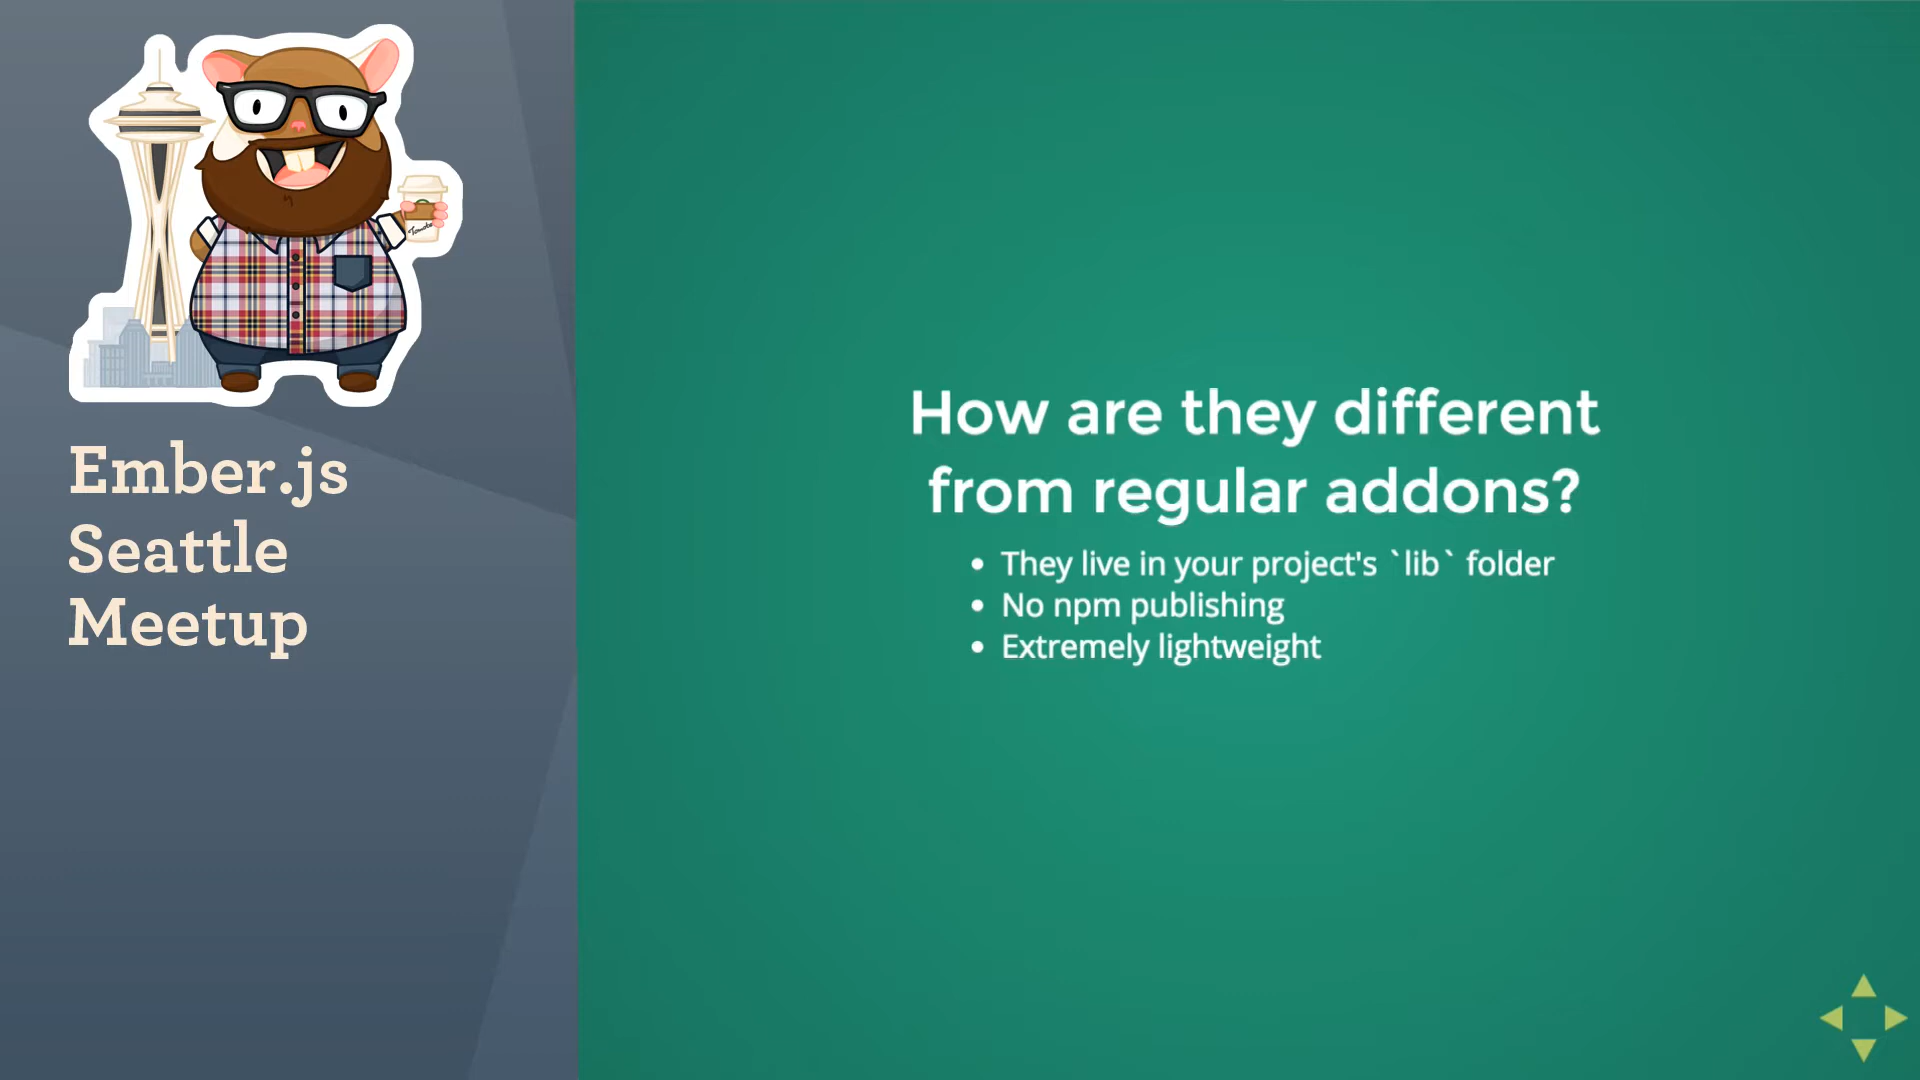 Ember.js
Seattle
Meetup
How are they different
from regular addons?
• They live in your project's `lib` folder
• No npm publishing
• Extremely lightweight
Tomster